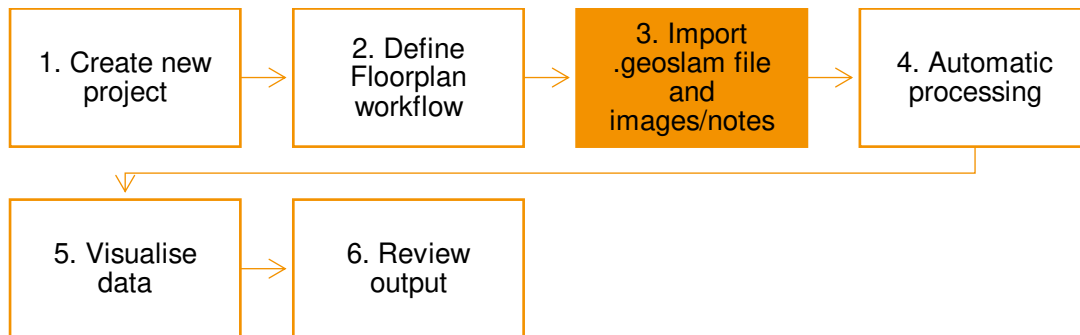 1. Create new
project
2. Define
Floorplan
workflow
3. Import
.geoslam file
and
images/notes
4. Automatic
processing
5. Visualise
data
6. Review
output